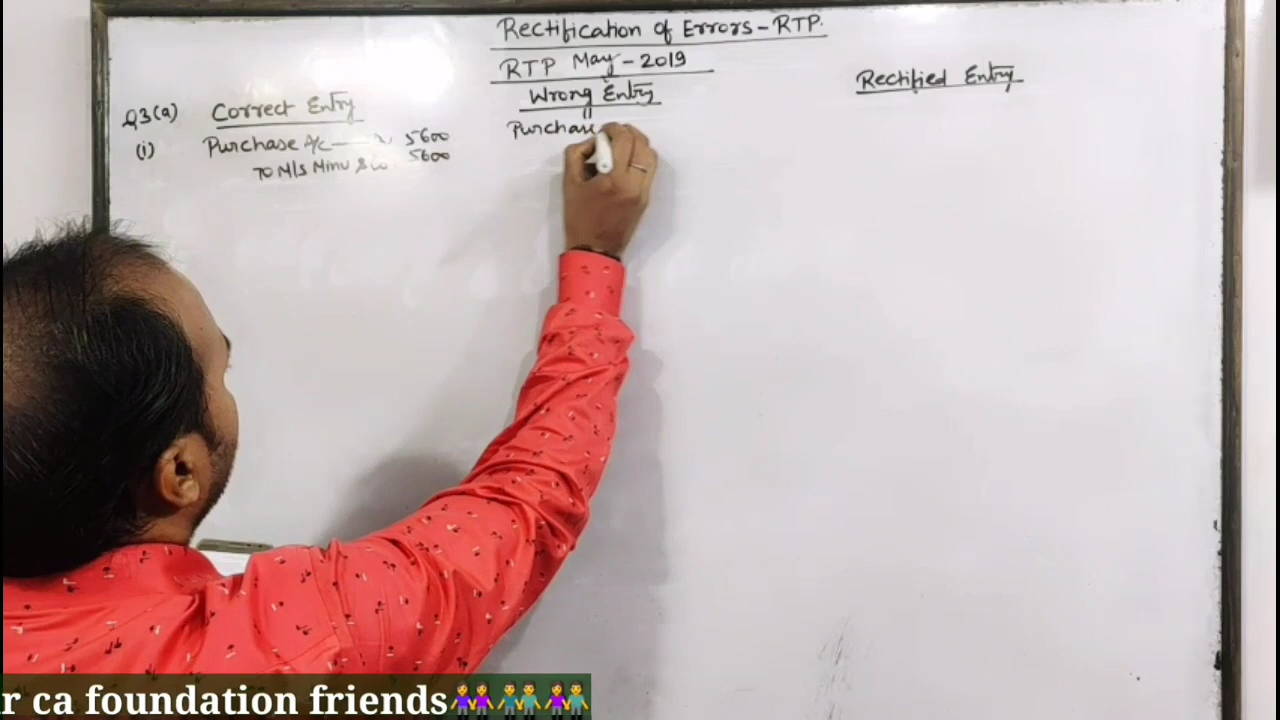 Rectification of Errors - RTP.
RTP May - 2019
Q3(a) Correct Entry
Wrong Entry
Rectified Entry
(i) Purchase A/c 5600
To M/s Minu & Co 5600
Purchase
r ca foundation friends👭👬👭👬